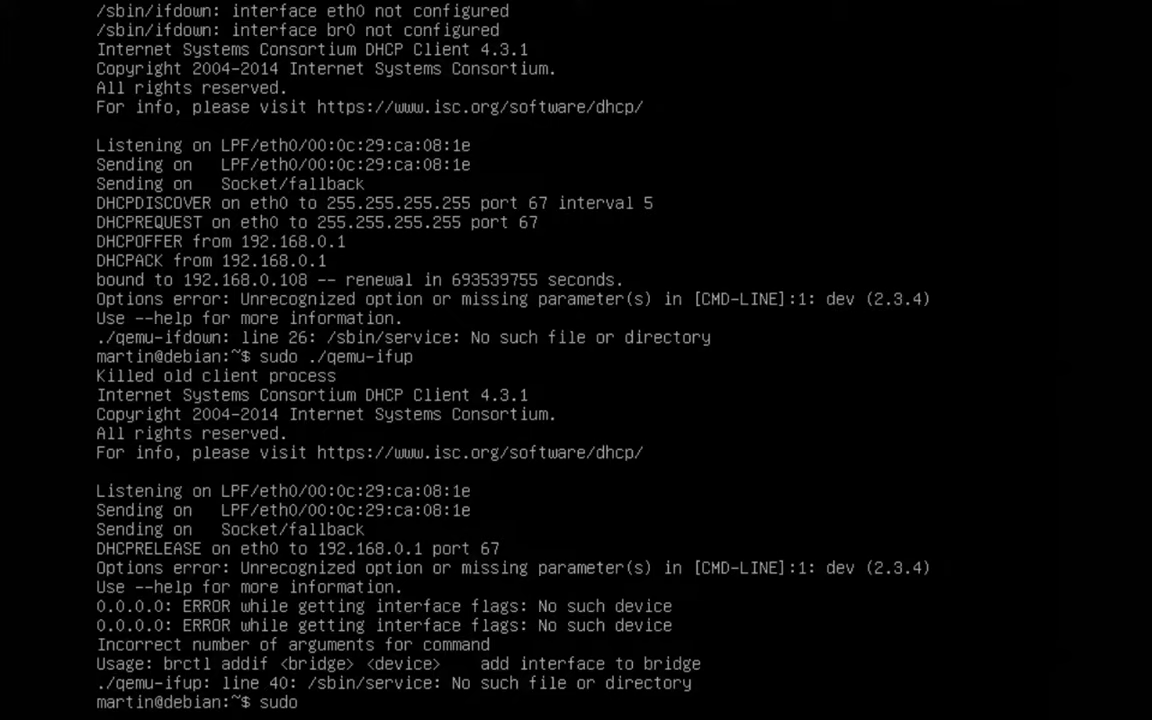 /sbin/ifdown: interface eth0 not configured
/sbin/ifdown: interface br0 not configured
Internet Systems Consortium DHCP Client 4.3.1
Copyright 2004-2014 Internet Systems Consortium.
All rights reserved.
For info, please visit https://www.isc.org/software/dhcp/
Listening on LPF/eth0/00:0c:29:ca:08:1e
Sending on   LPF/eth0/00:0c:29:ca:08:1e
Sending on   Socket/fallback
DHCPDISCOVER on eth0 to 255.255.255.255 port 67 interval 5
DHCPREQUEST on eth0 to 255.255.255.255 port 67
DHCPOFFER from 192.168.0.1
DHCPACK from 192.168.0.1
bound to 192.168.0.108 -- renewal in 693539755 seconds.
Options error: Unrecognized option or missing parameter(s) in [CMD-LINE]:1: dev (2.3.4)
Use --help for more information.
./qemu-ifdown: line 26: /sbin/service: No such file or directory
martin@debian:~$ sudo ./qemu-ifup
Killed old client process
Internet Systems Consortium DHCP Client 4.3.1
Copyright 2004-2014 Internet Systems Consortium.
All rights reserved.
For info, please visit https://www.isc.org/software/dhcp/
Listening on LPF/eth0/00:0c:29:ca:08:1e
Sending on   LPF/eth0/00:0c:29:ca:08:1e
Sending on   Socket/fallback
DHCPRELEASE on eth0 to 192.168.0.1 port 67
Options error: Unrecognized option or missing parameter(s) in [CMD-LINE]:1: dev (2.3.4)
Use --help for more information.
0.0.0.0: ERROR while getting interface flags: No such device
0.0.0.0: ERROR while getting interface flags: No such device
Incorrect number of arguments for command
Usage: brctl addif <bridge> <device>    add interface to bridge
./qemu-ifup: line 40: /sbin/service: No such file or directory
martin@debian:~$ sudo